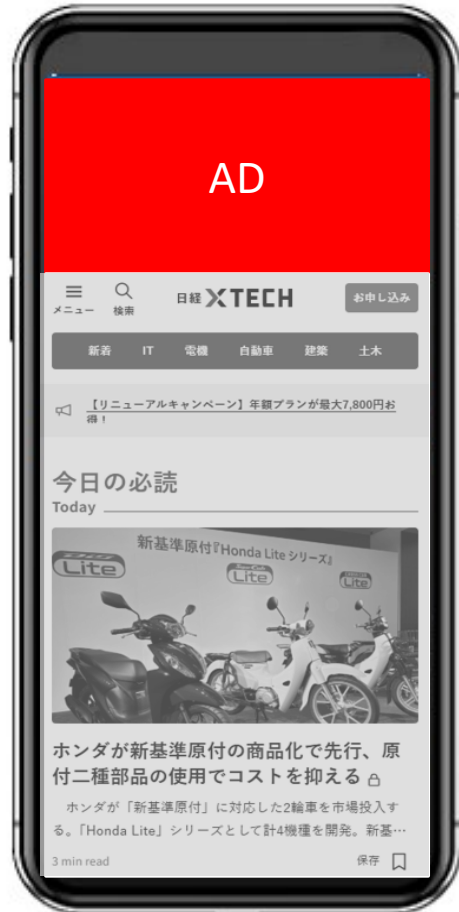 AD
メニュー 検索 日経XTECH お申し込み
新着 IT 電機 自動車 建築 土木
【リニューアルキャンペーン】年額プランが最大7,800円お
得！
今日の必読
Today
新基準原付『Honda Lite シリーズ』
Lite
Lite
Lite
ホンダが新基準原付の商品化で先行、原
付二種部品の使用でコストを抑える
ホンダが「新基準原付」に対応した2輪車を市場投入す
る。「Honda Lite」シリーズとして計4機種を開発。新基…
3 min read 保存